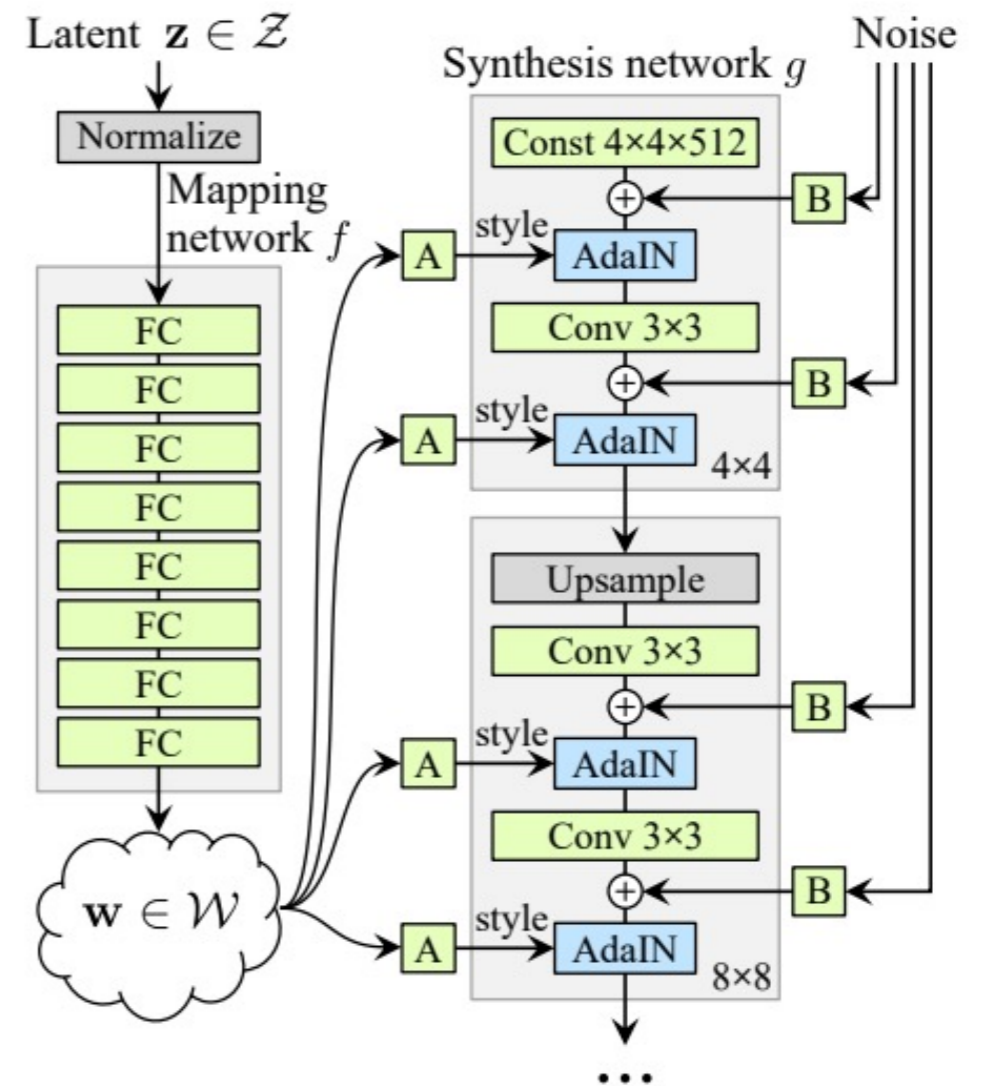 Latent z ∈ 𝒵
Normalize
Mapping
network f
FC
FC
FC
FC
FC
FC
FC
FC
w ∈ 𝒲
Synthesis network g
Noise
Const 4×4×512
B
A
style
AdaIN
Conv 3×3
B
A
style
AdaIN
4×4
Upsample
Conv 3×3
B
A
style
AdaIN
Conv 3×3
B
A
style
AdaIN
8×8
...